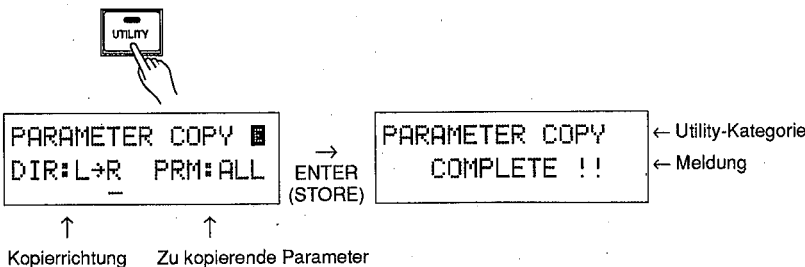 UTILITY
PARAMETER COPY E
DIR:L→R PRM:ALL
→
ENTER
(STORE)
PARAMETER COPY
COMPLETE !!
← Utility-Kategorie
← Meldung
↑ ↑
Kopierrichtung Zu kopierende Parameter